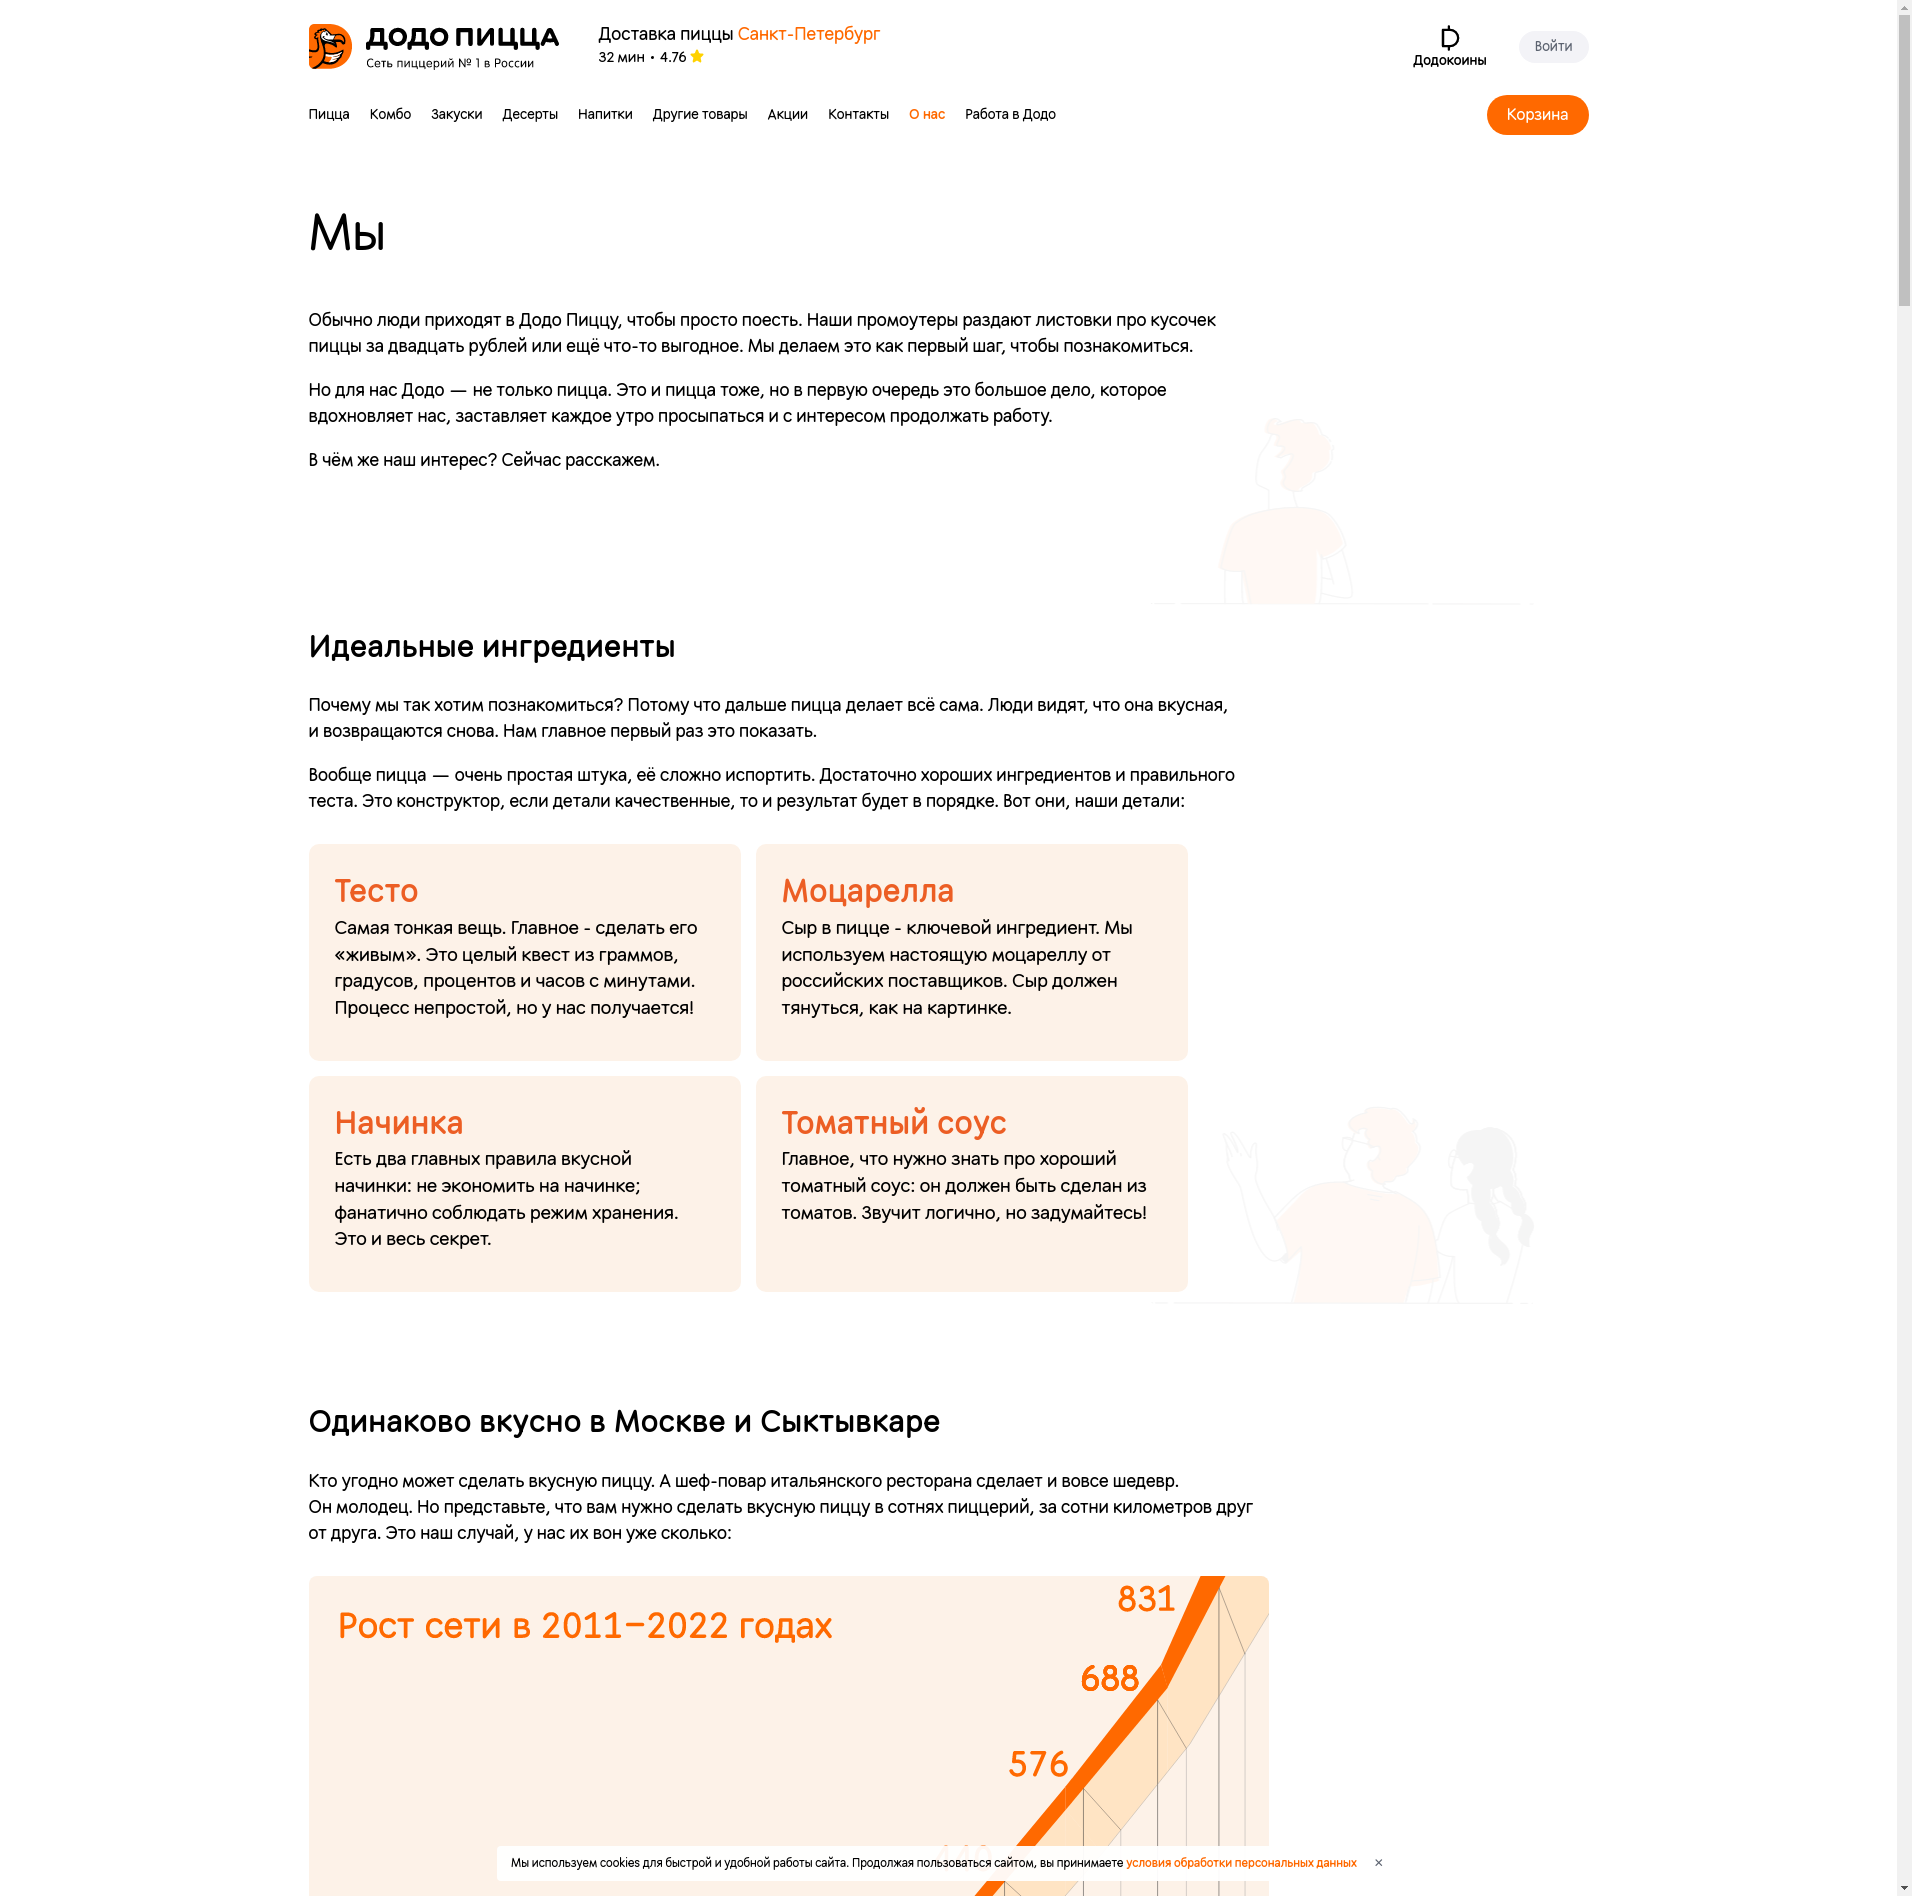 ДОДО ПИЦЦА
Сеть пиццерий № 1 в России
Доставка пиццы Санкт-Петербург
32 мин • 4.76
Додокоины
Войти
Пицца Комбо Закуски Десерты Напитки Другие товары Акции Контакты О нас Работа в Додо
Корзина
Мы
Обычно люди приходят в Додо Пиццу, чтобы просто поесть. Наши промоутеры раздают листовки про кусочек
пиццы за двадцать рублей или ещё что-то выгодное. Мы делаем это как первый шаг, чтобы познакомиться.
Но для нас Додо — не только пицца. Это и пицца тоже, но в первую очередь это большое дело, которое
вдохновляет нас, заставляет каждое утро просыпаться и с интересом продолжать работу.
В чём же наш интерес? Сейчас расскажем.
Идеальные ингредиенты
Почему мы так хотим познакомиться? Потому что дальше пицца делает всё сама. Люди видят, что она вкусная,
и возвращаются снова. Нам главное первый раз это показать.
Вообще пицца — очень простая штука, её сложно испортить. Достаточно хороших ингредиентов и правильного
теста. Это конструктор, если детали качественные, то и результат будет в порядке. Вот они, наши детали:
Тесто
Самая тонкая вещь. Главное - сделать его
«живым». Это целый квест из граммов,
градусов, процентов и часов с минутами.
Процесс непростой, но у нас получается!
Моцарелла
Сыр в пицце - ключевой ингредиент. Мы
используем настоящую моцареллу от
российских поставщиков. Сыр должен
тянуться, как на картинке.
Начинка
Есть два главных правила вкусной
начинки: не экономить на начинке;
фанатично соблюдать режим хранения.
Это и весь секрет.
Томатный соус
Главное, что нужно знать про хороший
томатный соус: он должен быть сделан из
томатов. Звучит логично, но задумайтесь!
Одинаково вкусно в Москве и Сыктывкаре
Кто угодно может сделать вкусную пиццу. А шеф-повар итальянского ресторана сделает и вовсе шедевр.
Он молодец. Но представьте, что вам нужно сделать вкусную пиццу в сотнях пиццерий, за сотни километров друг
от друга. Это наш случай, у нас их вон уже сколько:
Рост сети в 2011–2022 годах
831
688
576
Мы используем cookies для быстрой и удобной работы сайта. Продолжая пользоваться сайтом, вы принимаете условия обработки персональных данных